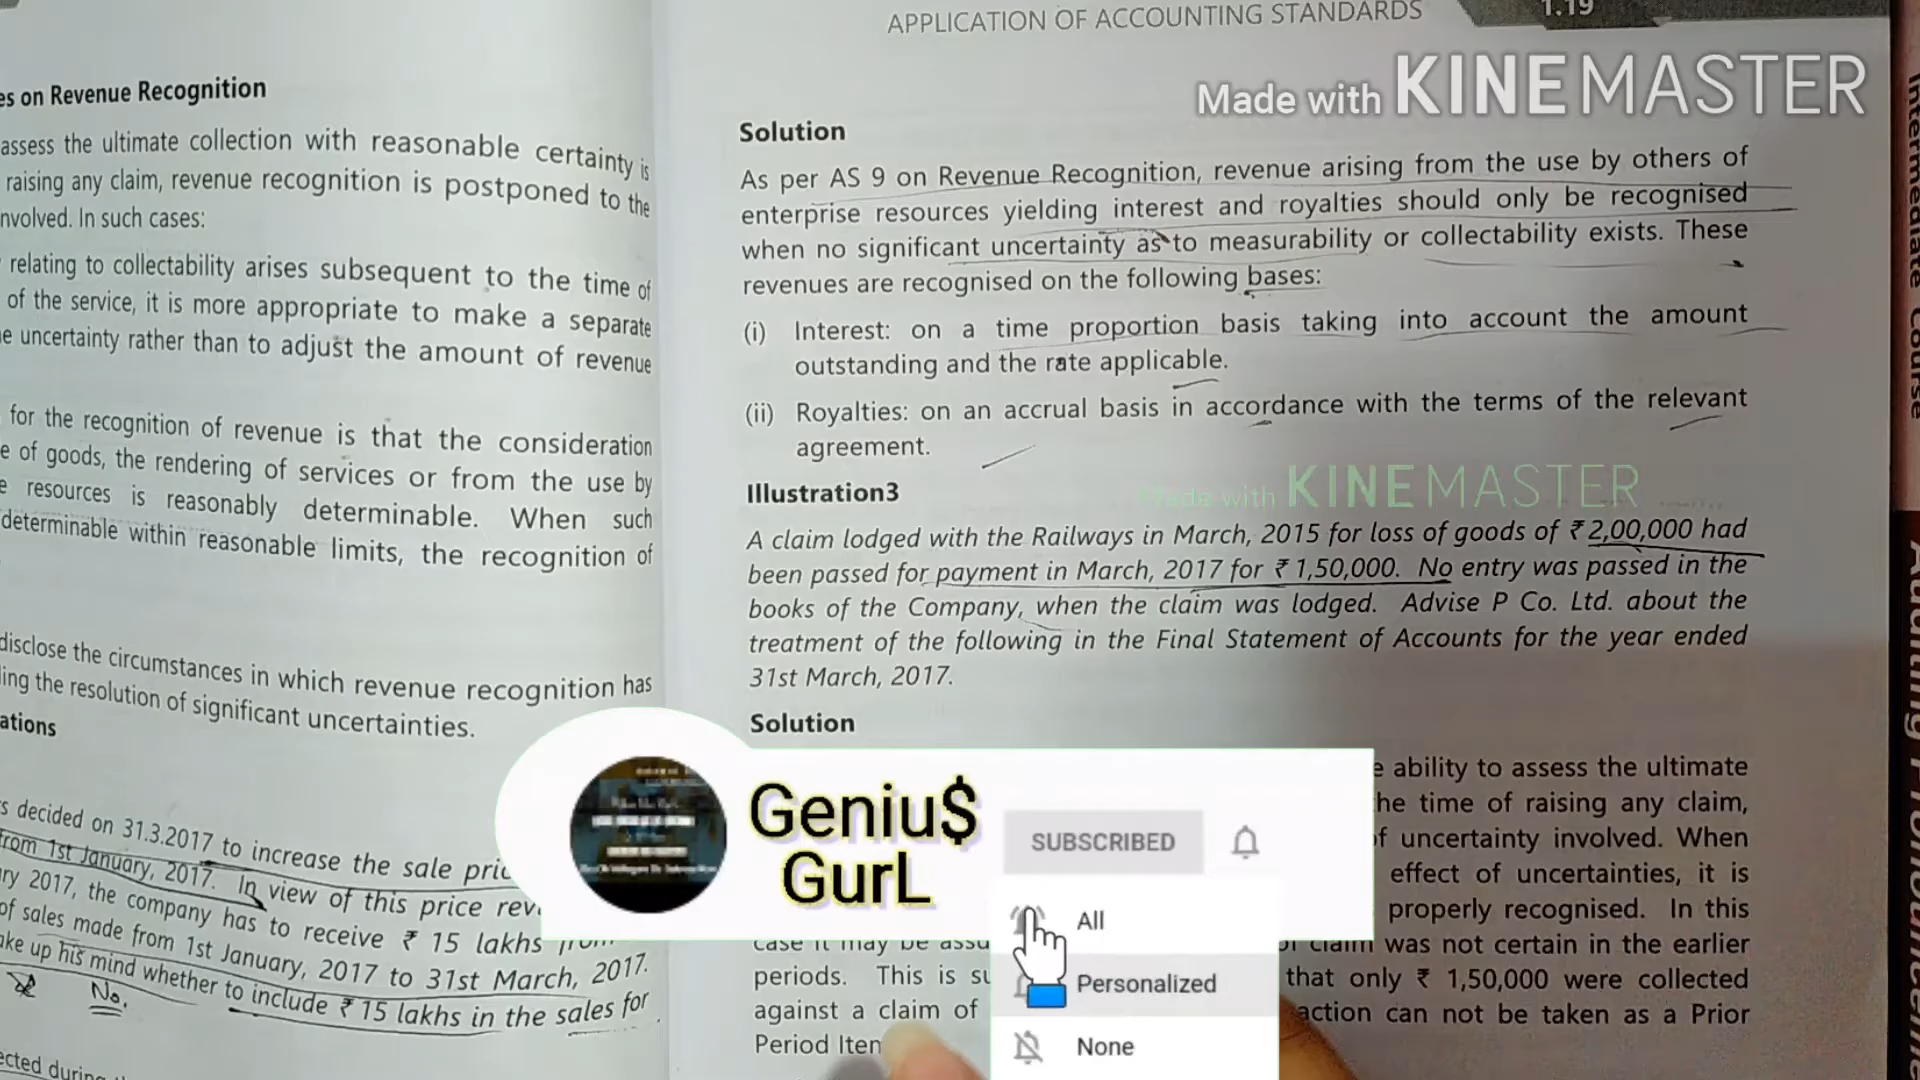 APPLICATION OF ACCOUNTING STANDARDS
1.19
Made with KINEMASTER
es on Revenue Recognition
assess the ultimate collection with reasonable certainty is
raising any claim, revenue recognition is postponed to the
nvolved. In such cases:
relating to collectability arises subsequent to the time of
of the service, it is more appropriate to make a separate
e uncertainty rather than to adjust the amount of revenue
for the recognition of revenue is that the consideration
e of goods, the rendering of services or from the use by
e resources is reasonably determinable. When such
determinable within reasonable limits, the recognition of
disclose the circumstances in which revenue recognition has
ing the resolution of significant uncertainties.
ations
s decided on 31.3.2017 to increase the sale pric
from 1st January, 2017. In view of this price rev
ry 2017, the company has to receive ₹ 15 lakhs from
of sales made from 1st January, 2017 to 31st March, 2017.
ake up his mind whether to include ₹ 15 lakhs in the sales for
No.
ected during
Solution
As per AS 9 on Revenue Recognition, revenue arising from the use by others of
enterprise resources yielding interest and royalties should only be recognised
when no significant uncertainty as to measurability or collectability exists. These
revenues are recognised on the following bases:
(i) Interest: on a time proportion basis taking into account the amount
outstanding and the rate applicable.
(ii) Royalties: on an accrual basis in accordance with the terms of the relevant
agreement.
Made with KINEMASTER
Illustration3
A claim lodged with the Railways in March, 2015 for loss of goods of ₹ 2,00,000 had
been passed for payment in March, 2017 for ₹ 1,50,000. No entry was passed in the
books of the Company, when the claim was lodged. Advise P Co. Ltd. about the
treatment of the following in the Final Statement of Accounts for the year ended
31st March, 2017.
Solution
e ability to assess the ultimate
he time of raising any claim,
of uncertainty involved. When
effect of uncertainties, it is
properly recognised. In this
case it may be assu of claim was not certain in the earlier
periods. This is su that only ₹ 1,50,000 were collected
against a claim of action can not be taken as a Prior
Period Item
Geniu$
GurL
SUBSCRIBED
All
Personalized
None
Intermediate Course